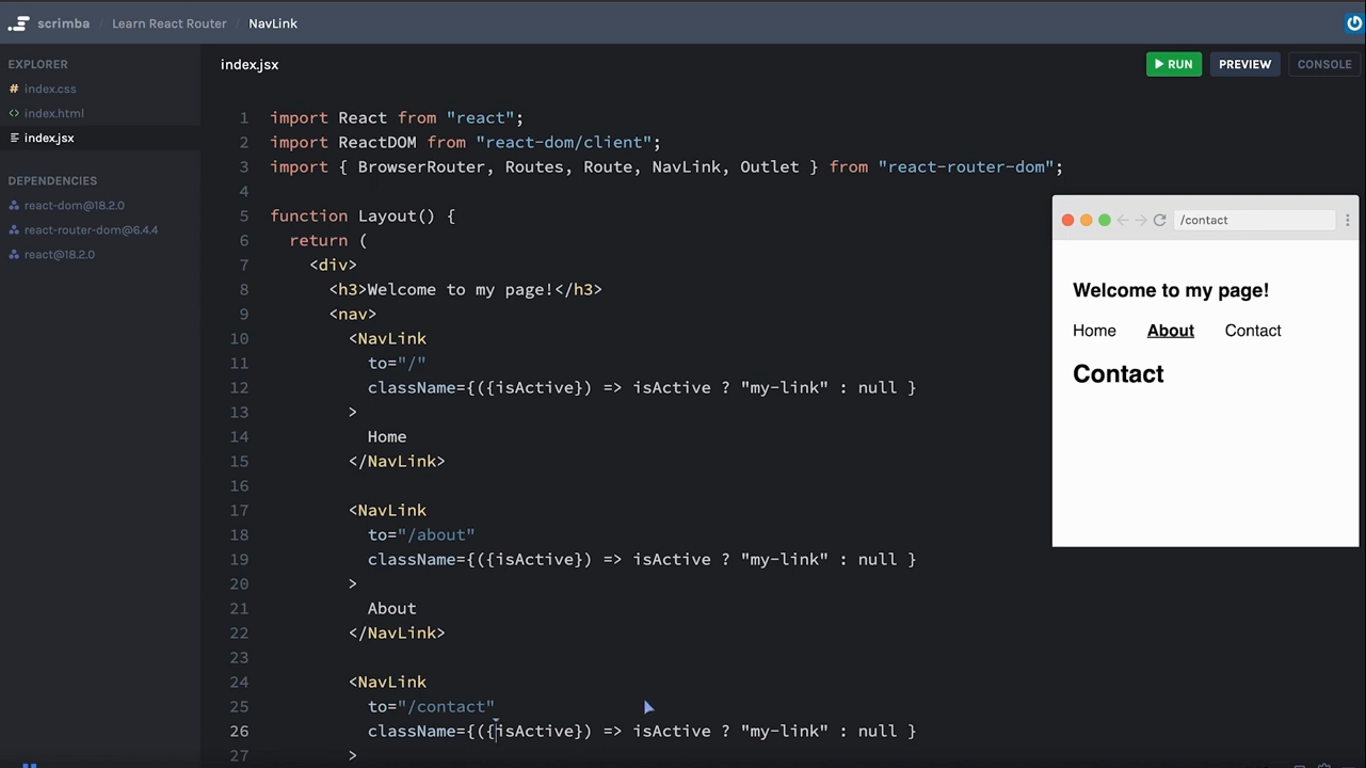 scrimba / Learn React Router / NavLink
EXPLORER
# index.css
<> index.html
index.jsx
DEPENDENCIES
react-dom@18.2.0
react-router-dom@6.4.4
react@18.2.0
index.jsx
RUN PREVIEW CONSOLE
1 import React from "react";
2 import ReactDOM from "react-dom/client";
3 import { BrowserRouter, Routes, Route, NavLink, Outlet } from "react-router-dom";
4
5 function Layout() {
6 return (
7 <div>
8 <h3>Welcome to my page!</h3>
9 <nav>
10 <NavLink
11 to="/"
12 className={({isActive}) => isActive ? "my-link" : null }
13 >
14 Home
15 </NavLink>
16
17 <NavLink
18 to="/about"
19 className={({isActive}) => isActive ? "my-link" : null }
20 >
21 About
22 </NavLink>
23
24 <NavLink
25 to="/contact"
26 className={({isActive}) => isActive ? "my-link" : null }
27 >
/contact
Welcome to my page!
Home About Contact
Contact